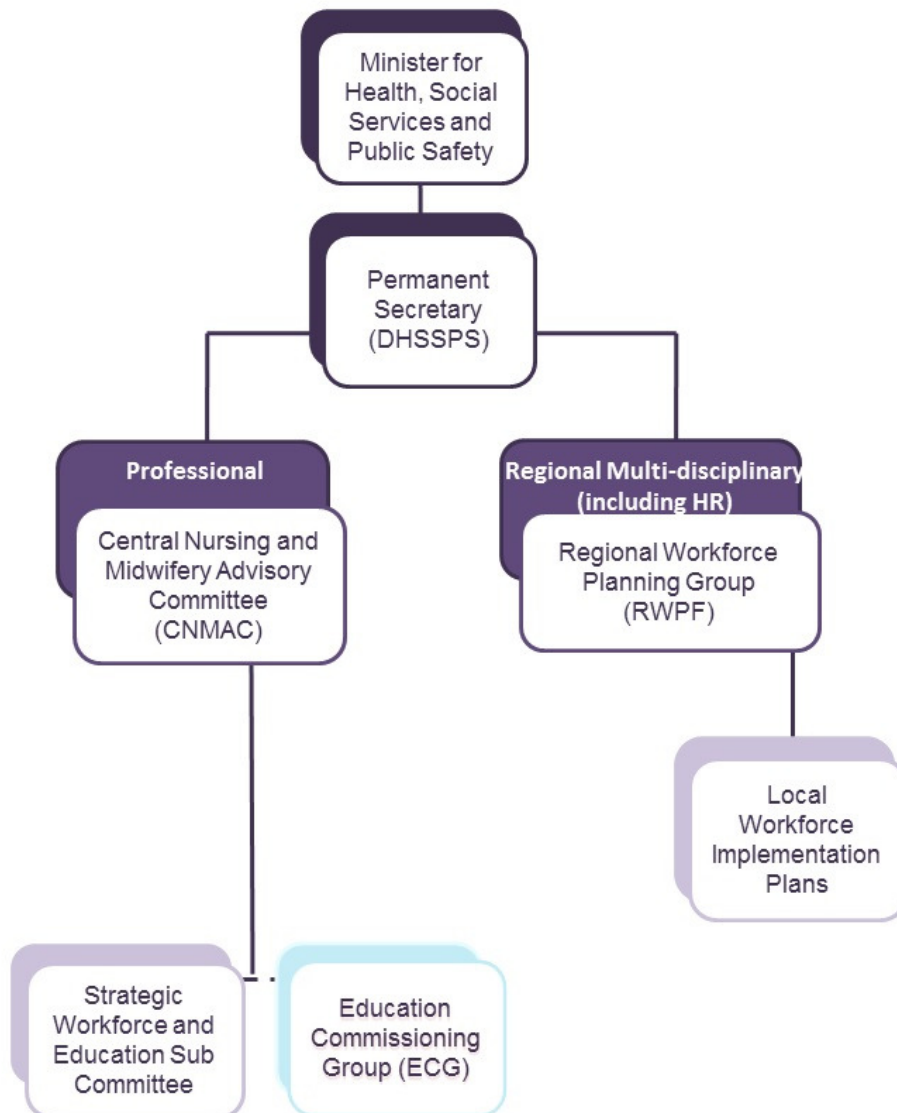 Minister for
Health, Social
Services and
Public Safety
Permanent
Secretary
(DHSSPS)
Professional
Central Nursing and
Midwifery Advisory
Committee
(CNMAC)
Regional Multi-disciplinary
(including HR)
Regional Workforce
Planning Group
(RWPF)
Local
Workforce
Implementation
Plans
Strategic
Workforce and
Education Sub
Committee
Education
Commissioning
Group (ECG)